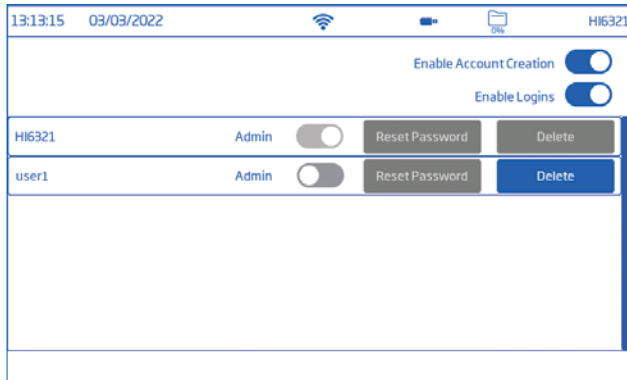 13:13:15 03/03/2022 0% HI6321
Enable Account Creation
Enable Logins
HI6321 Admin Reset Password Delete
user1 Admin Reset Password Delete